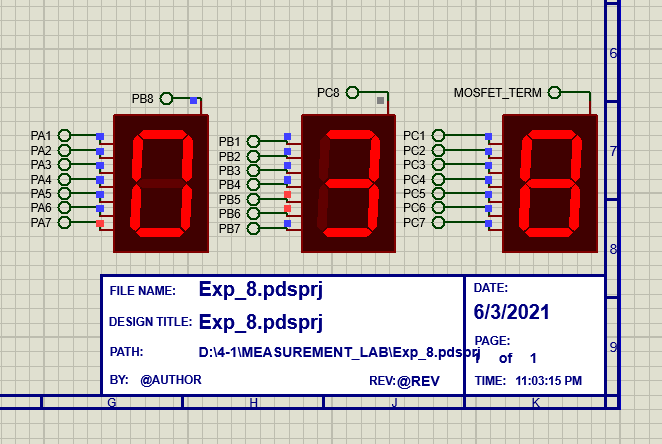 PB8
PC8
MOSFET_TERM
PA1
PA2
PA3
PA4
PA5
PA6
PA7
0
PB1
PB2
PB3
PB4
PB5
PB6
PB7
3
PC1
PC2
PC3
PC4
PC5
PC6
PC7
8
6
7
8
9
FILE NAME: Exp_8.pdsprj
DESIGN TITLE: Exp_8.pdsprj
PATH: D:\4-1\MEASUREMENT_LAB\Exp_8.pdsprj
BY: @AUTHOR REV:@REV
DATE:
6/3/2021
PAGE:
1 of 1
TIME: 11:03:15 PM
G H J K